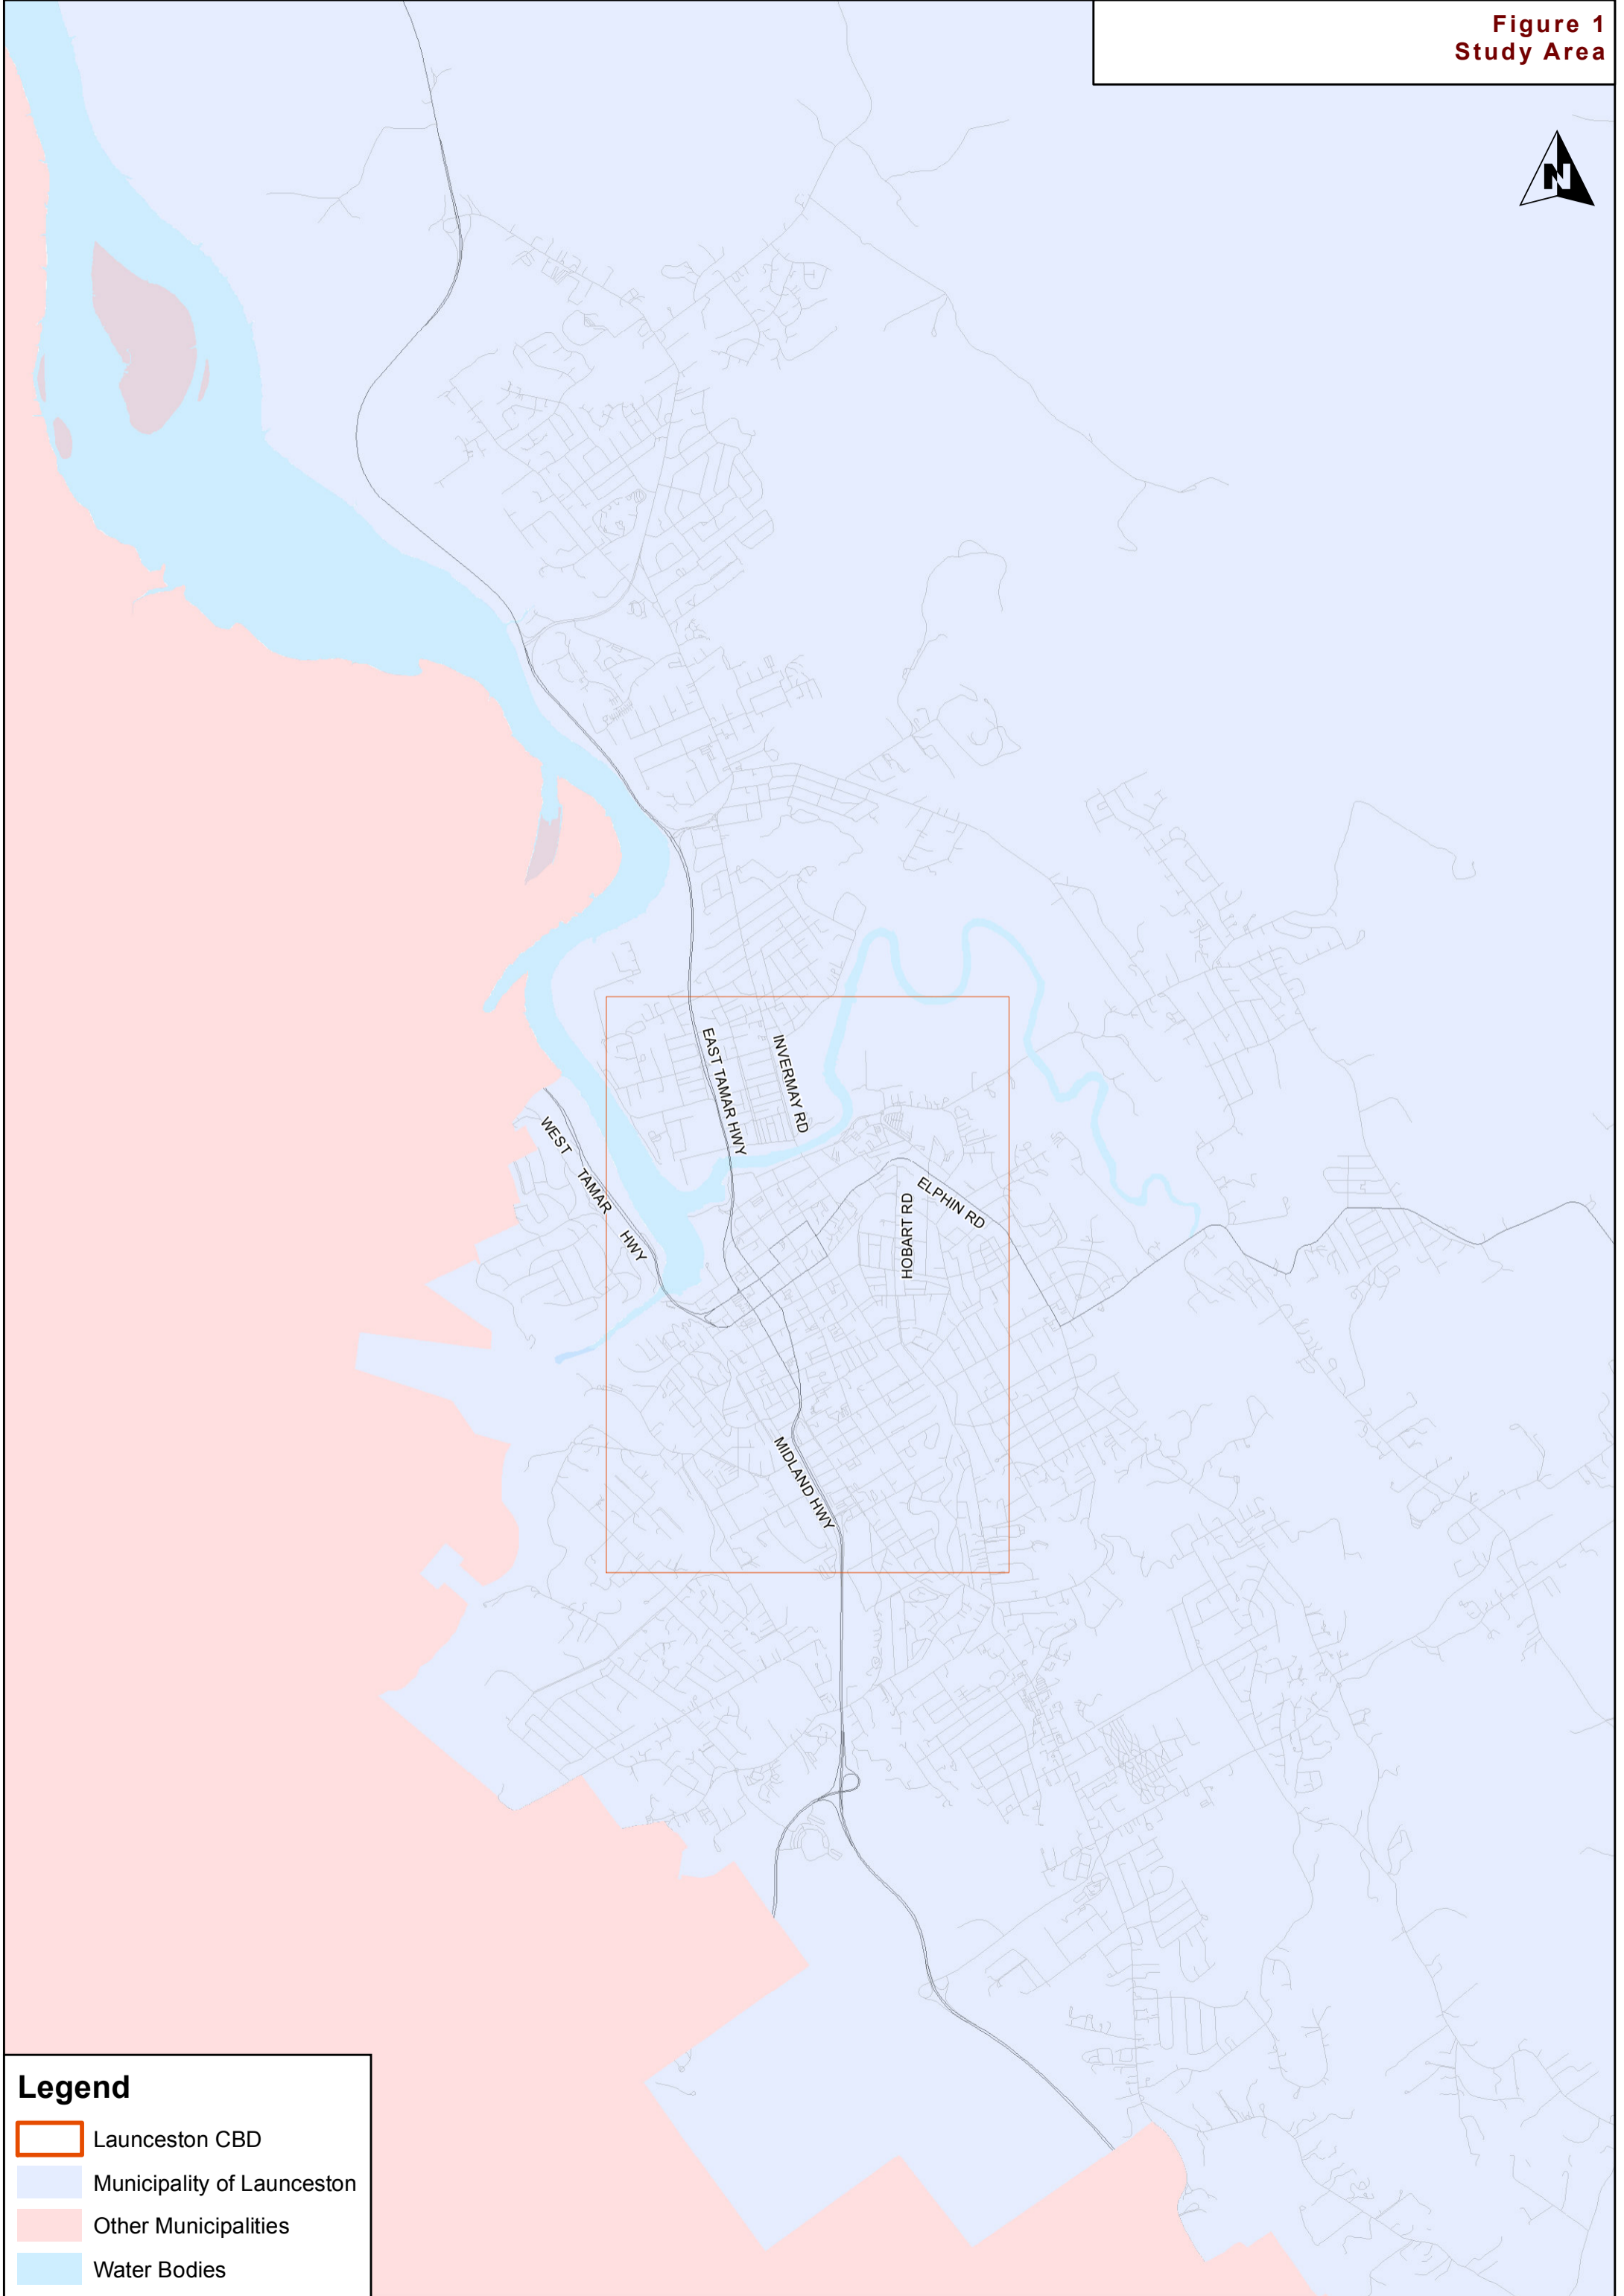 Figure 1
Study Area
N
EAST TAMAR HWY
INVERMAY RD
WEST TAMAR HWY
ELPHIN RD
HOBART RD
MIDLAND HWY
Legend
Launceston CBD
Municipality of Launceston
Other Municipalities
Water Bodies